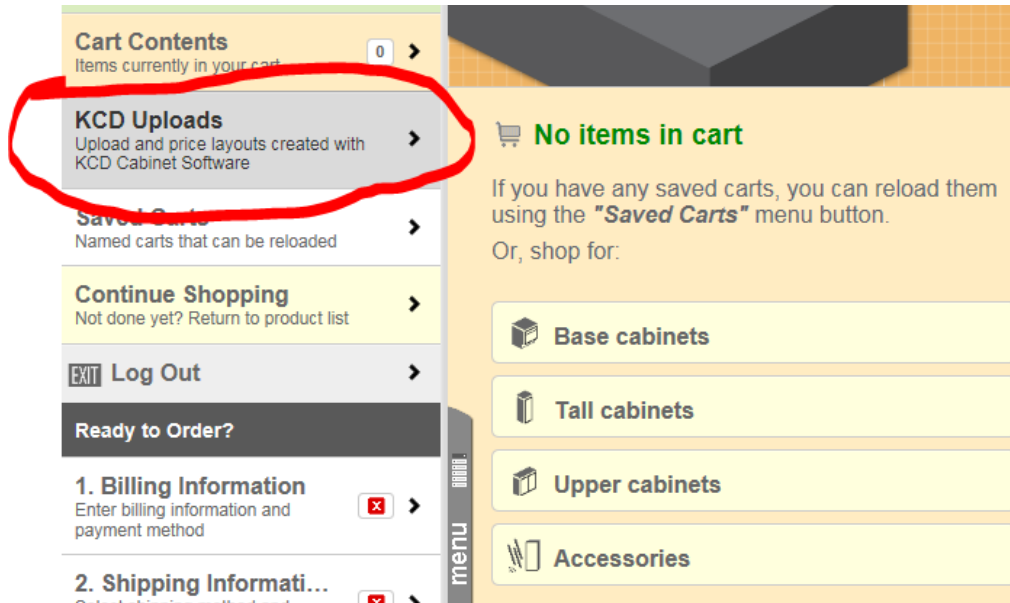 Cart Contents
Items currently in your cart
0
KCD Uploads
Upload and price layouts created with
KCD Cabinet Software
Saved Carts
Named carts that can be reloaded
Continue Shopping
Not done yet? Return to product list
EXIT Log Out
Ready to Order?
1. Billing Information
Enter billing information and
payment method
2. Shipping Informati...
menu
No items in cart
If you have any saved carts, you can reload them
using the "Saved Carts" menu button.
Or, shop for:
Base cabinets
Tall cabinets
Upper cabinets
Accessories